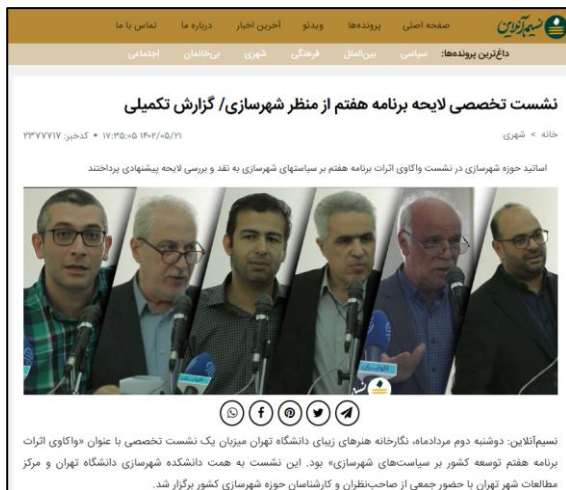 نسیم‌آنلاین
صفحه اصلی پرونده‌ها ویدئو آخرین اخبار درباره ما تماس با ما
داغ‌ترین پرونده‌ها: سیاسی بین‌الملل فرهنگی شهری بی‌خانمان اجتماعی
نشست تخصصی لایحه برنامه هفتم از منظر شهرسازی/ گزارش تکمیلی
خانه > شهری
۱۴۰۲/۰۵/۲۱ ۱۷:۳۵:۰۵ • کدخبر: ۲۳۷۷۷۱۷
اساتید حوزه شهرسازی در نشست واکاوی اثرات برنامه هفتم بر سیاستهای شهرسازی به نقد و بررسی لایحه پیشنهادی پرداختند
نسیم‌آنلاین: دوشنبه دوم مردادماه، نگارخانه هنرهای زیبای دانشگاه تهران میزبان یک نشست تخصصی با عنوان «واکاوی اثرات
برنامه هفتم توسعه کشور بر سیاست‌های شهرسازی» بود. این نشست به همت دانشکده شهرسازی دانشگاه تهران و مرکز
مطالعات شهر تهران با حضور جمعی از صاحب‌نظران و کارشناسان حوزه شهرسازی کشور برگزار شد.